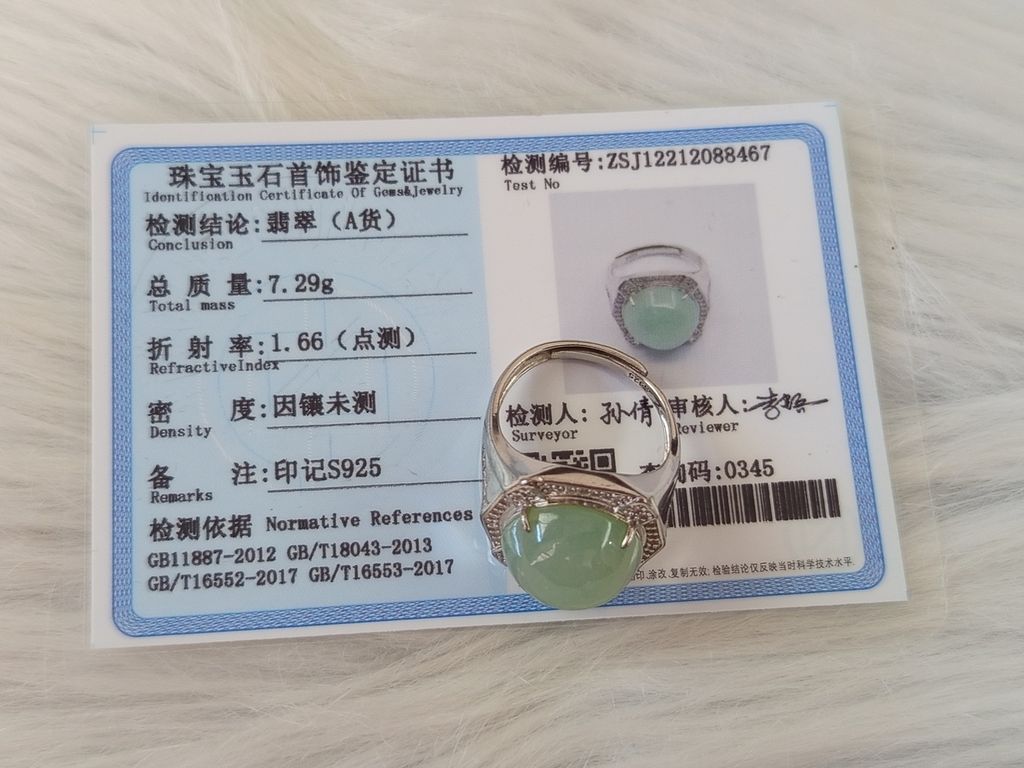 珠宝玉石首饰鉴定证书
Identification Certificate Of Gems&Jewelry
检测结论:翡翠（A货）
Conclusion
总 质 量:7.29g
Total mass
折 射 率:1.66（点测）
RefractiveIndex
密 度:因镶未测
Density
备 注:印记S925
Remarks
检测依据 Normative References
GB11887-2012 GB/T18043-2013
GB/T16552-2017 GB/T16553-2017
检测编号:ZSJ12212088467
Test No
检测人: 孙倩 审核人:
Surveyor
码:0345
涂改,复制无效; 检验结论仅反映当时科学技术水平.